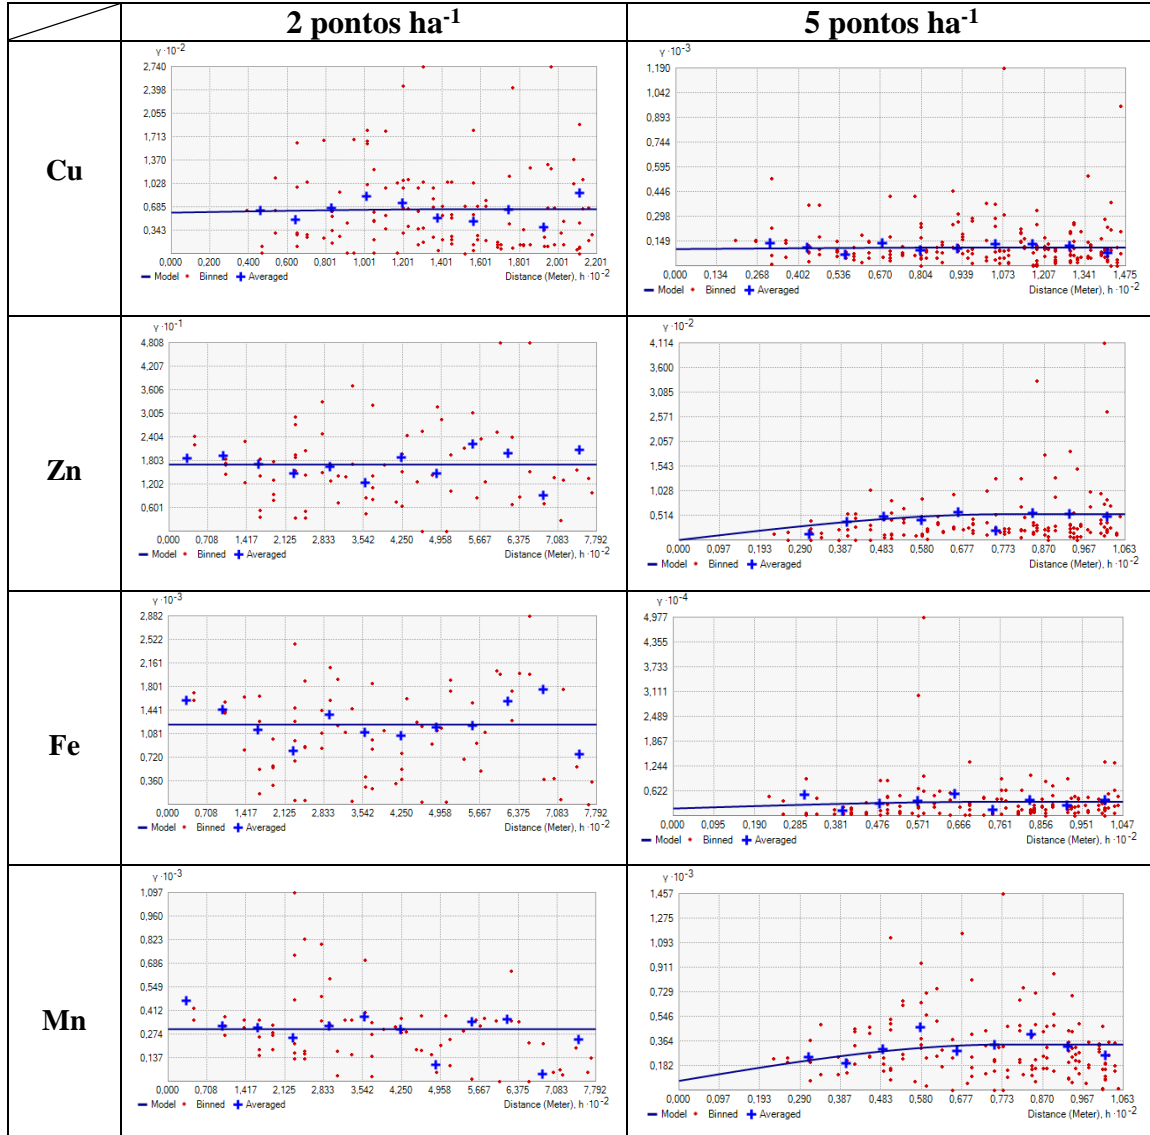 2 pontos ha-1
5 pontos ha-1
Cu
γ ·10-2
2,740
2,398
2,055
1,713
1,370
1,028
0,685
0,343
0,000 0,200 0,400 0,600 0,801 1,001 1,201 1,401 1,601 1,801 2,001 2,201
Model Binned Averaged Distance (Meter), h ·10-2
γ ·10-3
1,190
1,042
0,893
0,744
0,595
0,446
0,298
0,149
0,000 0,134 0,268 0,402 0,536 0,670 0,804 0,939 1,073 1,207 1,341 1,475
Model Binned Averaged Distance (Meter), h ·10-2
Zn
γ ·10-1
4,808
4,207
3,606
3,005
2,404
1,803
1,202
0,601
0,000 0,708 1,417 2,125 2,833 3,542 4,250 4,958 5,667 6,375 7,083 7,792
Model Binned Averaged Distance (Meter), h ·10-2
γ ·10-2
4,114
3,600
3,085
2,571
2,057
1,543
1,028
0,514
0,000 0,097 0,193 0,290 0,387 0,483 0,580 0,677 0,773 0,870 0,967 1,063
Model Binned Averaged Distance (Meter), h ·10-2
Fe
γ ·10-3
2,882
2,522
2,161
1,801
1,441
1,081
0,720
0,360
0,000 0,708 1,417 2,125 2,833 3,542 4,250 4,958 5,667 6,375 7,083 7,792
Model Binned Averaged Distance (Meter), h ·10-2
γ ·10-4
4,977
4,355
3,733
3,111
2,489
1,867
1,244
0,622
0,000 0,095 0,190 0,285 0,381 0,476 0,571 0,666 0,761 0,856 0,951 1,047
Model Binned Averaged Distance (Meter), h ·10-2
Mn
γ ·10-3
1,097
0,960
0,823
0,686
0,549
0,412
0,274
0,137
0,000 0,708 1,417 2,125 2,833 3,542 4,250 4,958 5,667 6,375 7,083 7,792
Model Binned Averaged Distance (Meter), h ·10-2
γ ·10-3
1,457
1,275
1,093
0,911
0,729
0,546
0,364
0,182
0,000 0,097 0,193 0,290 0,387 0,483 0,580 0,677 0,773 0,870 0,967 1,063
Model Binned Averaged Distance (Meter), h ·10-2